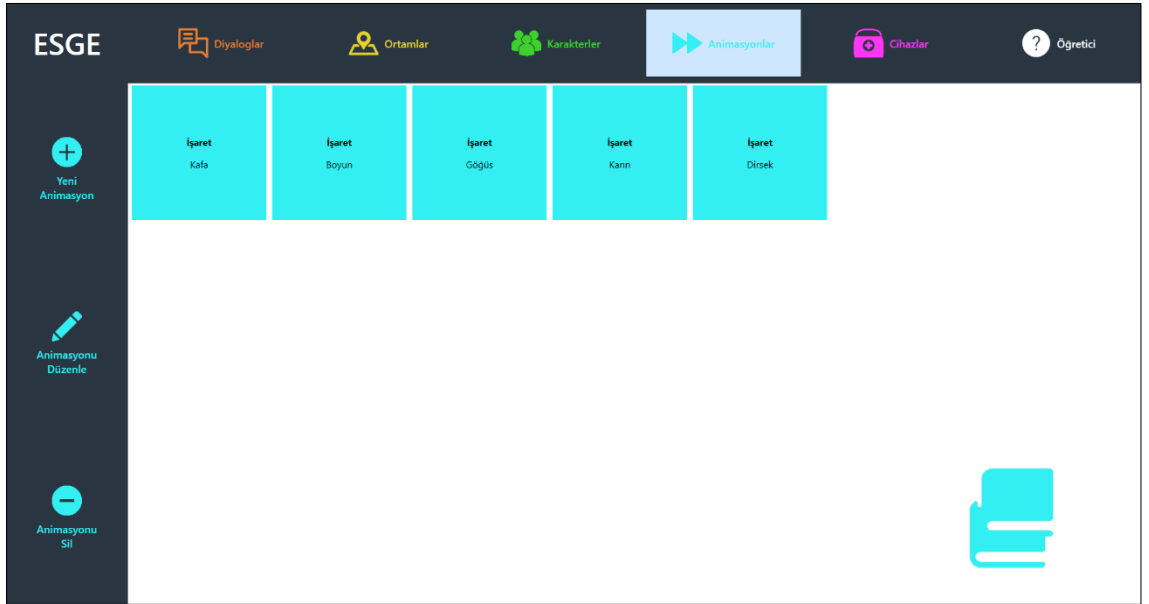 ESGE
Diyaloglar
Ortamlar
Karakterler
Animasyonlar
Cihazlar
? Öğretici
Yeni
Animasyon
Animasyonu
Düzenle
Animasyonu
Sil
İşaret
Kafa
İşaret
Boyun
İşaret
Göğüs
İşaret
Karın
İşaret
Dirsek